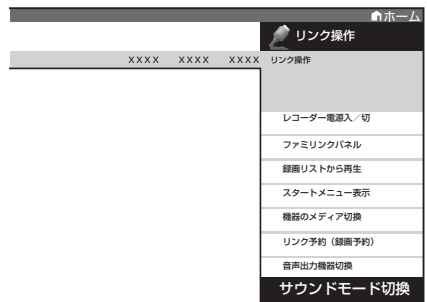 ホーム
リンク操作
XXXX XXXX XXXX リンク操作
レコーダー電源入／切
ファミリンクパネル
録画リストから再生
スタートメニュー表示
機器のメディア切換
リンク予約（録画予約）
音声出力機器切換
サウンドモード切換